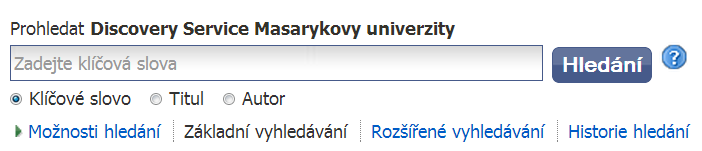 Prohledat Discovery Service Masarykovy univerzity
Zadejte klíčová slova Hledání ?
Klíčové slovo Titul Autor
Možnosti hledání Základní vyhledávání Rozšířené vyhledávání Historie hledání